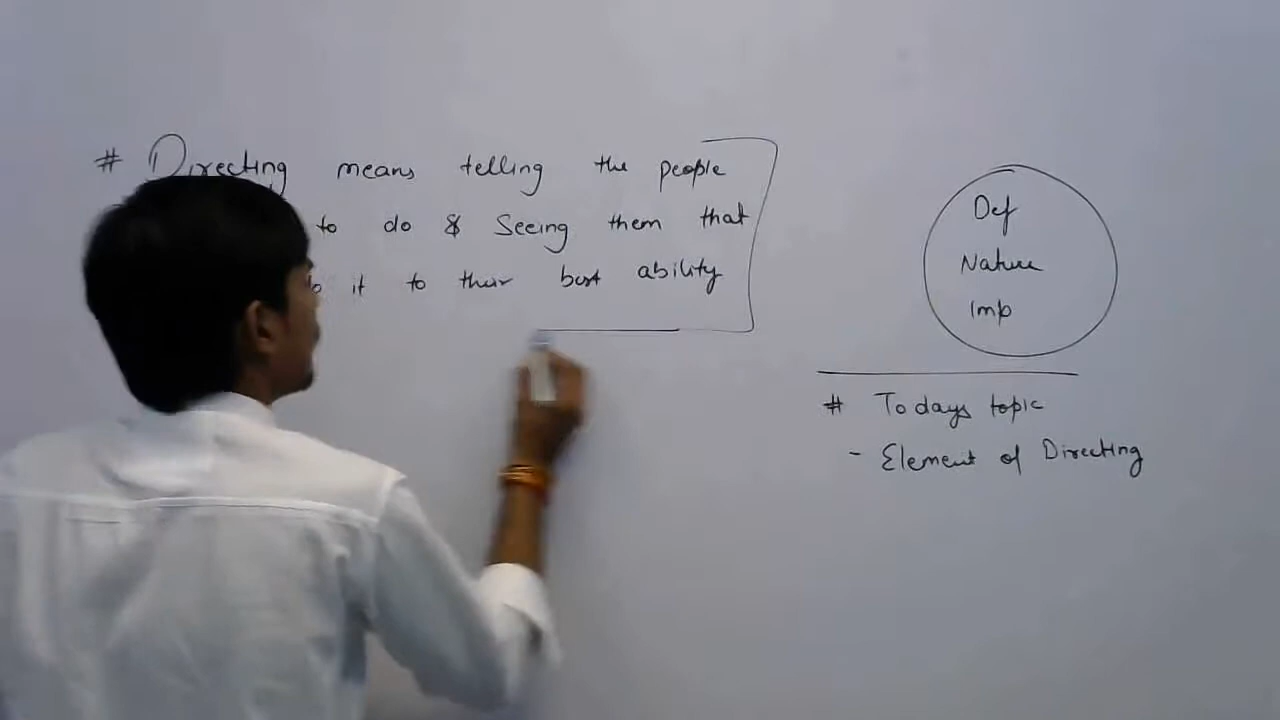 # Directing means telling the people
to do & Seeing them that
it to their best ability
Def
Nature
Imp
# Todays topic
- Element of Directing